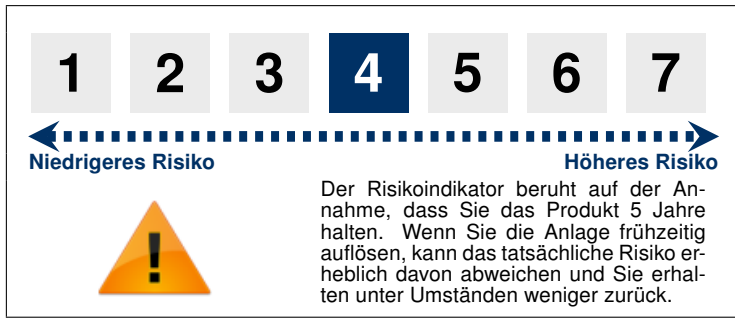 1 2 3 4 5 6 7
Niedrigeres Risiko Höheres Risiko
Der Risikoindikator beruht auf der An-
nahme, dass Sie das Produkt 5 Jahre
halten. Wenn Sie die Anlage frühzeitig
auflösen, kann das tatsächliche Risiko er-
heblich davon abweichen und Sie erhal-
ten unter Umständen weniger zurück.
!